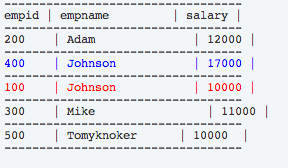 empid | empname | salary |
200 | Adam | 12000 |
400 | Johnson | 17000 |
100 | Johnson | 10000 |
300 | Mike | 11000 |
500 | Tomyknoker | 10000 |